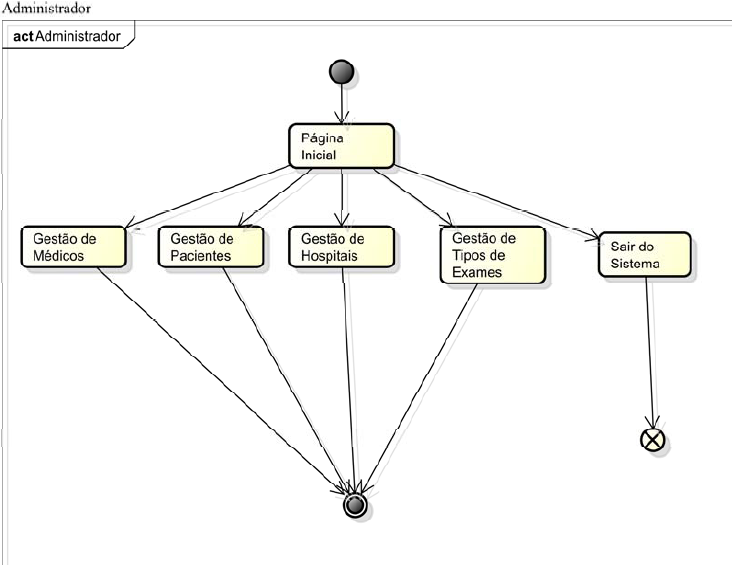 Administrador
act Administrador
Página
Inicial
Gestão de
Médicos
Gestão de
Pacientes
Gestão de
Hospitais
Gestão de
Tipos de
Exames
Sair do
Sistema